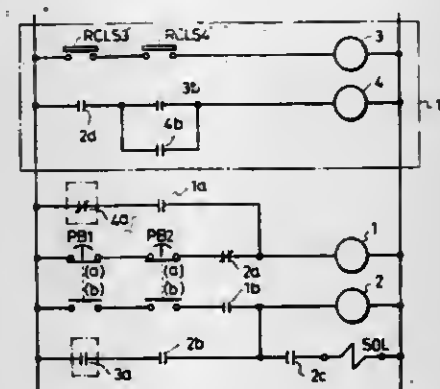 RCLS3 RCLS4 3
3b 4
2d 4b 1
1a
4a
PB1 PB2 1
(a) (a) 2a
(b) (b) 1b 2
2b SOL
3a 2c